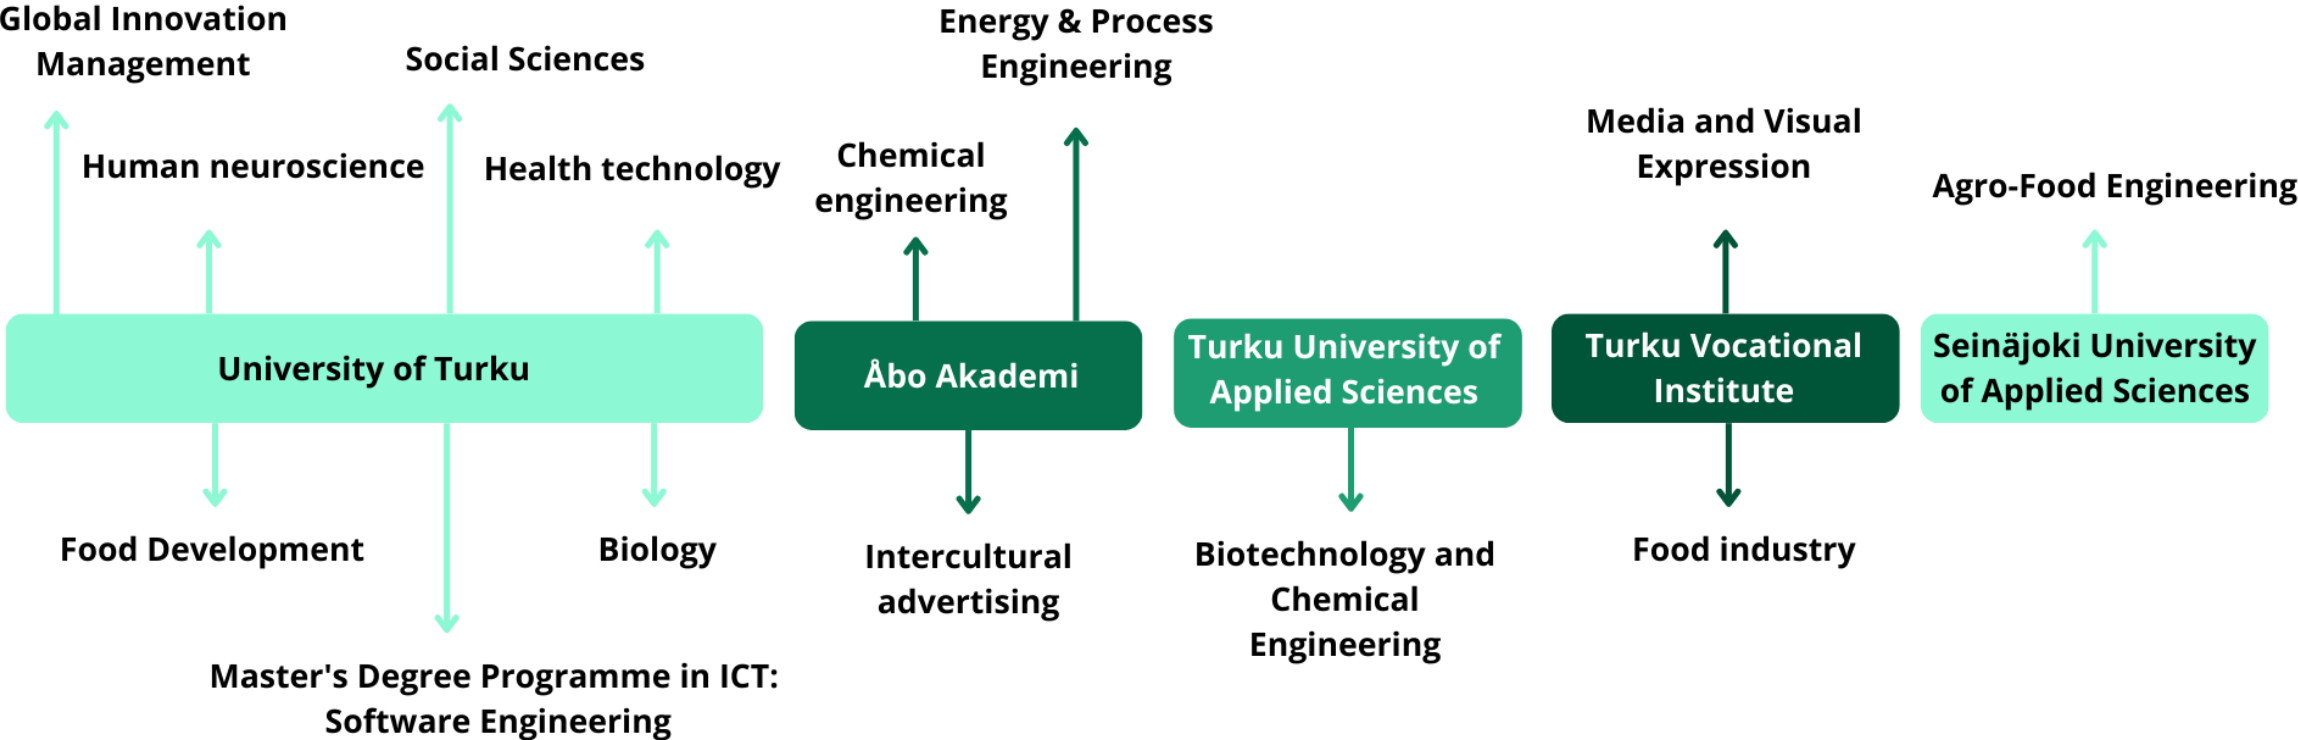 Global Innovation
Management
Social Sciences
Energy & Process
Engineering
Human neuroscience
Health technology
Chemical
engineering
Media and Visual
Expression
Agro-Food Engineering
University of Turku
Åbo Akademi
Turku University of
Applied Sciences
Turku Vocational
Institute
Seinäjoki University
of Applied Sciences
Food Development
Biology
Intercultural
advertising
Biotechnology and
Chemical
Engineering
Food industry
Master's Degree Programme in ICT:
Software Engineering